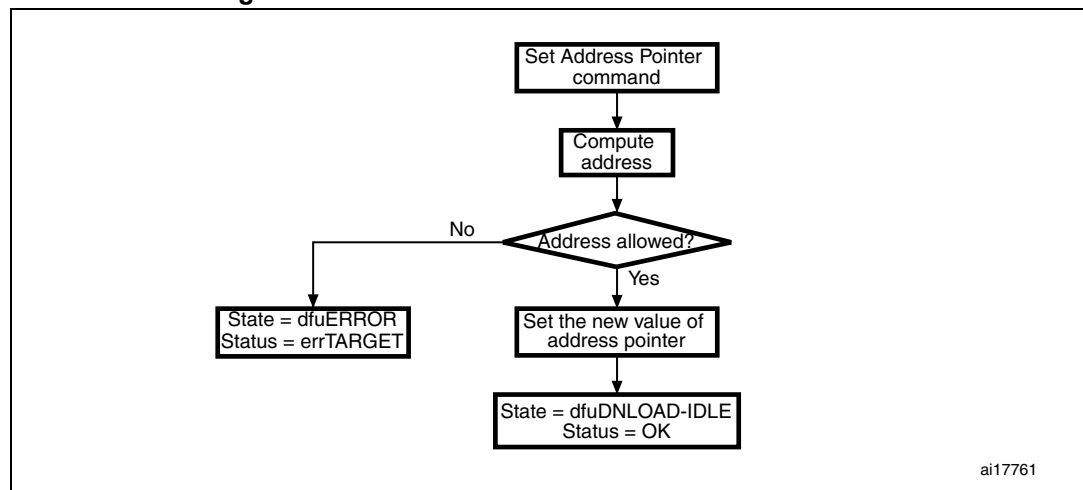 Set Address Pointer
command
Compute
address
Address allowed?
No
Yes
State = dfuERROR
Status = errTARGET
Set the new value of
address pointer
State = dfuDNLOAD-IDLE
Status = OK
ai17761